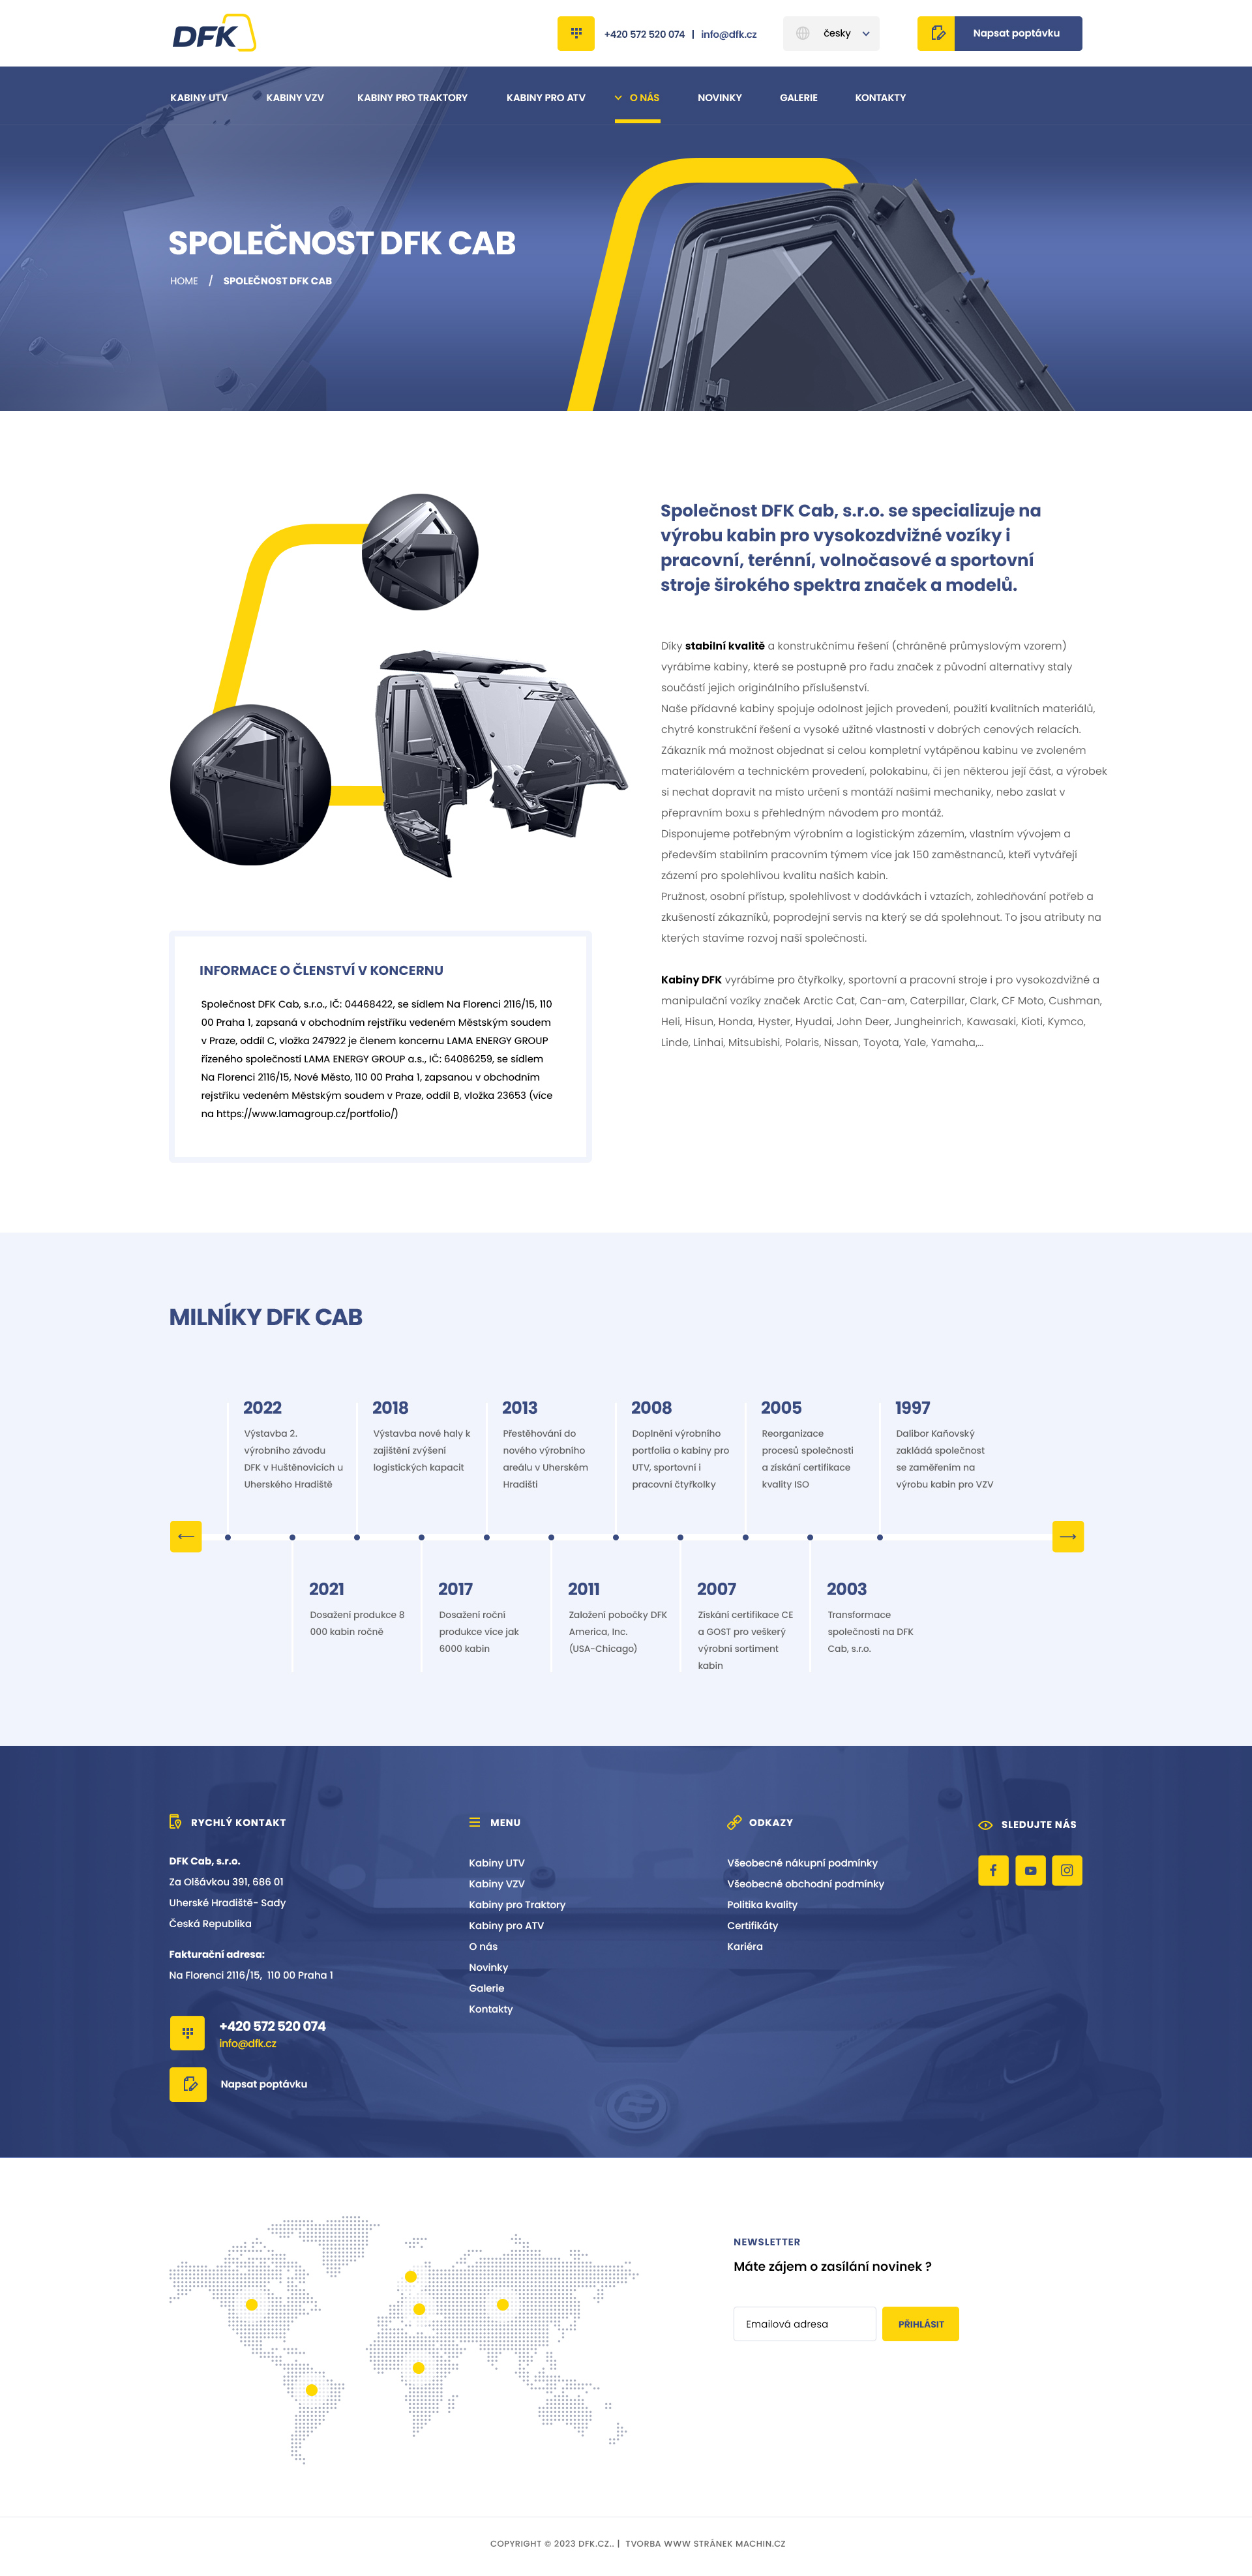 DFK
+420 572 520 074 | info@dfk.cz
česky
Napsat poptávku
KABINY UTV
KABINY VZV
KABINY PRO TRAKTORY
KABINY PRO ATV
O NÁS
NOVINKY
GALERIE
KONTAKTY
SPOLEČNOST DFK CAB
HOME / SPOLEČNOST DFK CAB
Společnost DFK Cab, s.r.o. se specializuje na
výrobu kabin pro vysokozdvižné vozíky i
pracovní, terénní, volnočasové a sportovní
stroje širokého spektra značek a modelů.
Díky stabilní kvalitě a konstrukčnímu řešení (chráněné průmyslovým vzorem)
vyrábíme kabiny, které se postupně pro řadu značek z původní alternativy staly
součástí jejich originálního příslušenství.
Naše přídavné kabiny spojuje odolnost jejich provedení, použití kvalitních materiálů,
chytré konstrukční řešení a vysoké užitné vlastnosti v dobrých cenových relacích.
Zákazník má možnost objednat si celou kompletní vytápěnou kabinu ve zvoleném
materiálovém a technickém provedení, polokabinu, či jen některou její část, a výrobek
si nechat dopravit na místo určení s montáží našimi mechaniky, nebo zaslat v
přepravním boxu s přehledným návodem pro montáž.
Disponujeme potřebným výrobním a logistickým zázemím, vlastním vývojem a
především stabilním pracovním týmem více jak 150 zaměstnanců, kteří vytvářejí
zázemí pro spolehlivou kvalitu našich kabin.
Pružnost, osobní přístup, spolehlivost v dodávkách i vztazích, zohledňování potřeb a
zkušeností zákazníků, poprodejní servis na který se dá spolehnout. To jsou atributy na
kterých stavíme rozvoj naší společnosti.
Kabiny DFK vyrábíme pro čtyřkolky, sportovní a pracovní stroje i pro vysokozdvižné a
manipulační vozíky značek Arctic Cat, Can-am, Caterpillar, Clark, CF Moto, Cushman,
Heli, Hisun, Honda, Hyster, Hyudai, John Deer, Jungheinrich, Kawasaki, Kioti, Kymco,
Linde, Linhai, Mitsubishi, Polaris, Nissan, Toyota, Yale, Yamaha,...
INFORMACE O ČLENSTVÍ V KONCERNU
Společnost DFK Cab, s.r.o., IČ: 04468422, se sídlem Na Florenci 2116/15, 110
00 Praha 1, zapsaná v obchodním rejstříku vedeném Městským soudem
v Praze, oddíl C, vložka 247922 je členem koncernu LAMA ENERGY GROUP
řízeného společností LAMA ENERGY GROUP a.s., IČ: 64086259, se sídlem
Na Florenci 2116/15, Nové Město, 110 00 Praha 1, zapsanou v obchodním
rejstříku vedeném Městským soudem v Praze, oddíl B, vložka 23653 (více
na https://www.lamagroup.cz/portfolio/)
MILNÍKY DFK CAB
2022
Výstavba 2.
výrobního závodu
DFK v Huštěnovicích u
Uherského Hradiště
2018
Výstavba nové haly k
zajištění zvýšení
logistických kapacit
2013
Přestěhování do
nového výrobního
areálu v Uherském
Hradišti
2008
Doplnění výrobního
portfolia o kabiny pro
UTV, sportovní i
pracovní čtyřkolky
2005
Reorganizace
procesů společnosti
a získání certifikace
kvality ISO
1997
Dalibor Kaňovský
zakládá společnost
se zaměřením na
výrobu kabin pro VZV
2021
Dosažení produkce 8
000 kabin ročně
2017
Dosažení roční
produkce více jak
6000 kabin
2011
Založení pobočky DFK
America, Inc.
(USA-Chicago)
2007
Získání certifikace CE
a GOST pro veškerý
výrobní sortiment
kabin
2003
Transformace
společnosti na DFK
Cab, s.r.o.
RYCHLÝ KONTAKT
DFK Cab, s.r.o.
Za Olšávkou 391, 686 01
Uherské Hradiště- Sady
Česká Republika
Fakturační adresa:
Na Florenci 2116/15, 110 00 Praha 1
+420 572 520 074
info@dfk.cz
Napsat poptávku
MENU
Kabiny UTV
Kabiny VZV
Kabiny pro Traktory
Kabiny pro ATV
O nás
Novinky
Galerie
Kontakty
ODKAZY
Všeobecné nákupní podmínky
Všeobecné obchodní podmínky
Politika kvality
Certifikáty
Kariéra
SLEDUJTE NÁS
NEWSLETTER
Máte zájem o zasílání novinek ?
Emailová adresa
PŘIHLÁSIT
COPYRIGHT © 2023 DFK.CZ.. | TVORBA WWW STRÁNEK MACHIN.CZ